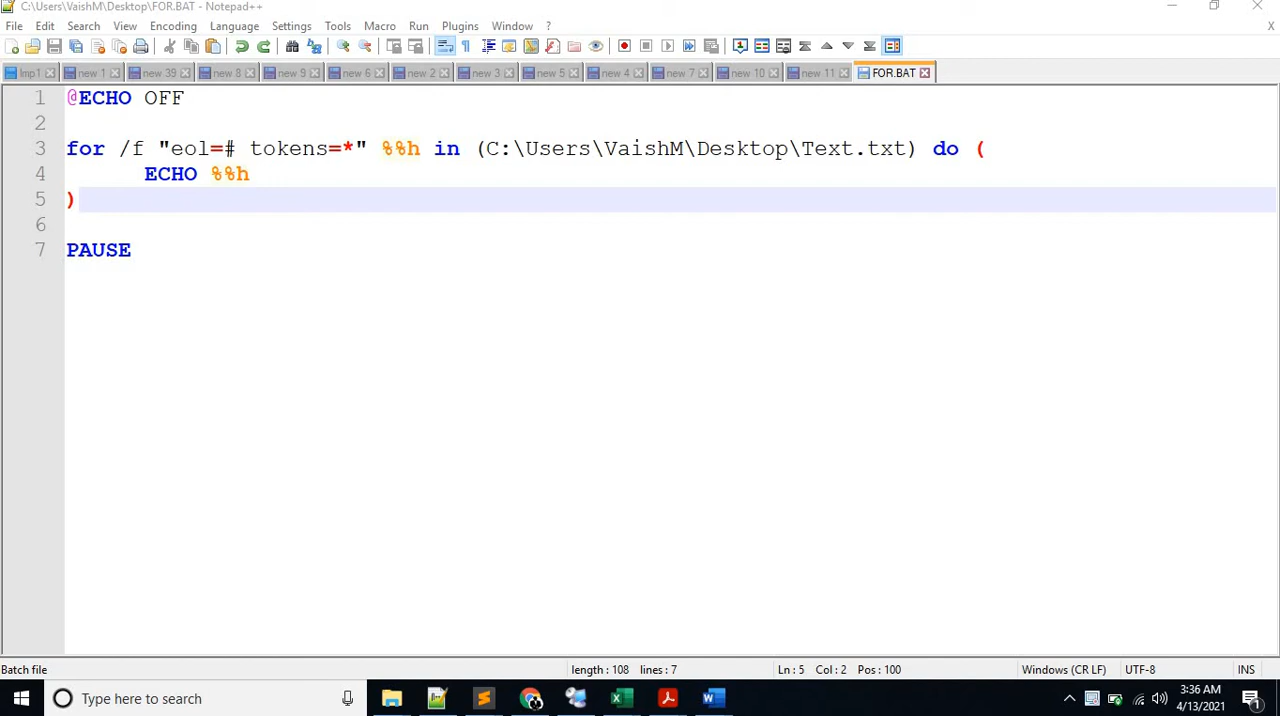 C:\Users\VaishM\Desktop\FOR.BAT - Notepad++
File Edit Search View Encoding Language Settings Tools Macro Run Plugins Window ?
Inp1 new 1 new 39 new 8 new 9 new 6 new 2 new 3 new 5 new 4 new 7 new 10 new 11 FOR.BAT
1 @ECHO OFF
2
3 for /f "eol=# tokens=*" %%h in (C:\Users\VaishM\Desktop\Text.txt) do (
4 ECHO %%h
5 )
6
7 PAUSE
Batch file length : 108 lines : 7 Ln : 5 Col : 2 Pos : 100 Windows (CR LF) UTF-8 INS
Type here to search
3:36 AM
4/13/2021
1